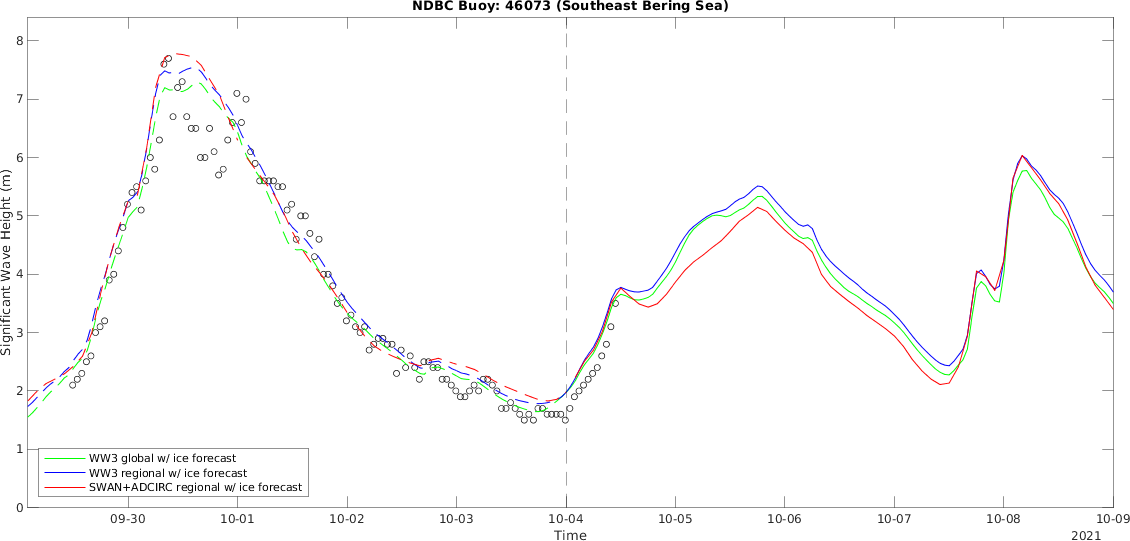 NDBC Buoy: 46073 (Southeast Bering Sea)
8
7
6
5
4
3
2
1
0
Significant Wave Height (m)
WW3 global w/ ice forecast
WW3 regional w/ ice forecast
SWAN+ADCIRC regional w/ ice forecast
09-30 10-01 10-02 10-03 10-04 10-05 10-06 10-07 10-08 10-09
Time
2021